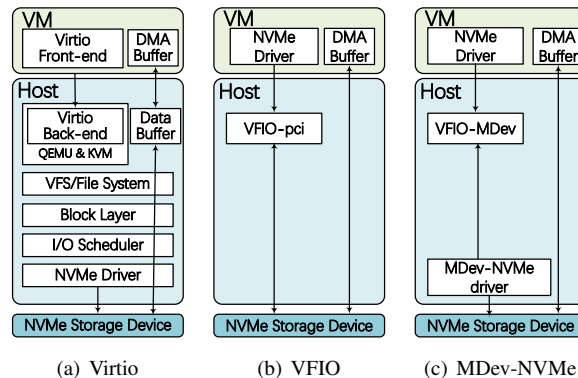 VM
Virtio
Front-end
DMA
Buffer
Host
Virtio
Back-end
QEMU & KVM
Data
Buffer
VFS/File System
Block Layer
I/O Scheduler
NVMe Driver
NVMe Storage Device
(a) Virtio
VM
NVMe
Driver
DMA
Buffer
Host
VFIO-pci
NVMe Storage Device
(b) VFIO
VM
NVMe
Driver
DMA
Buffer
Host
VFIO-MDev
MDev-NVMe
driver
NVMe Storage Device
(c) MDev-NVMe